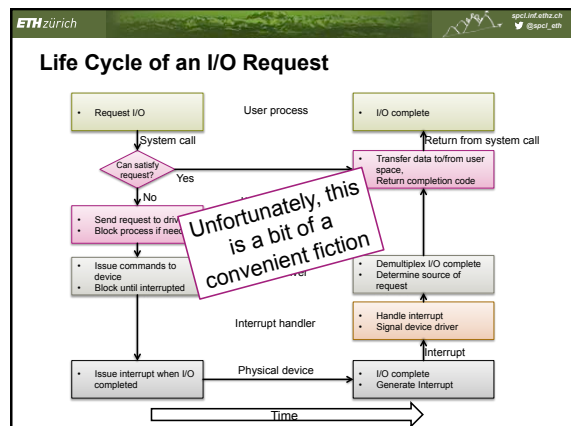 ETH zürich
spcl.inf.ethz.ch
@spcl_eth
Life Cycle of an I/O Request
• Request I/O
User process
• I/O complete
System call
Return from system call
Can satisfy
request?
Yes
• Transfer data to/from user
space,
Return completion code
No
• Send request to
• Block process if
Unfortunately, this
is a bit of a
convenient fiction
• Issue commands to
device
• Block until interrupted
• Demultiplex I/O complete
• Determine source of
request
Interrupt handler
• Handle interrupt
• Signal device driver
Interrupt
• Issue interrupt when I/O
completed
Physical device
• I/O complete
• Generate Interrupt
Time